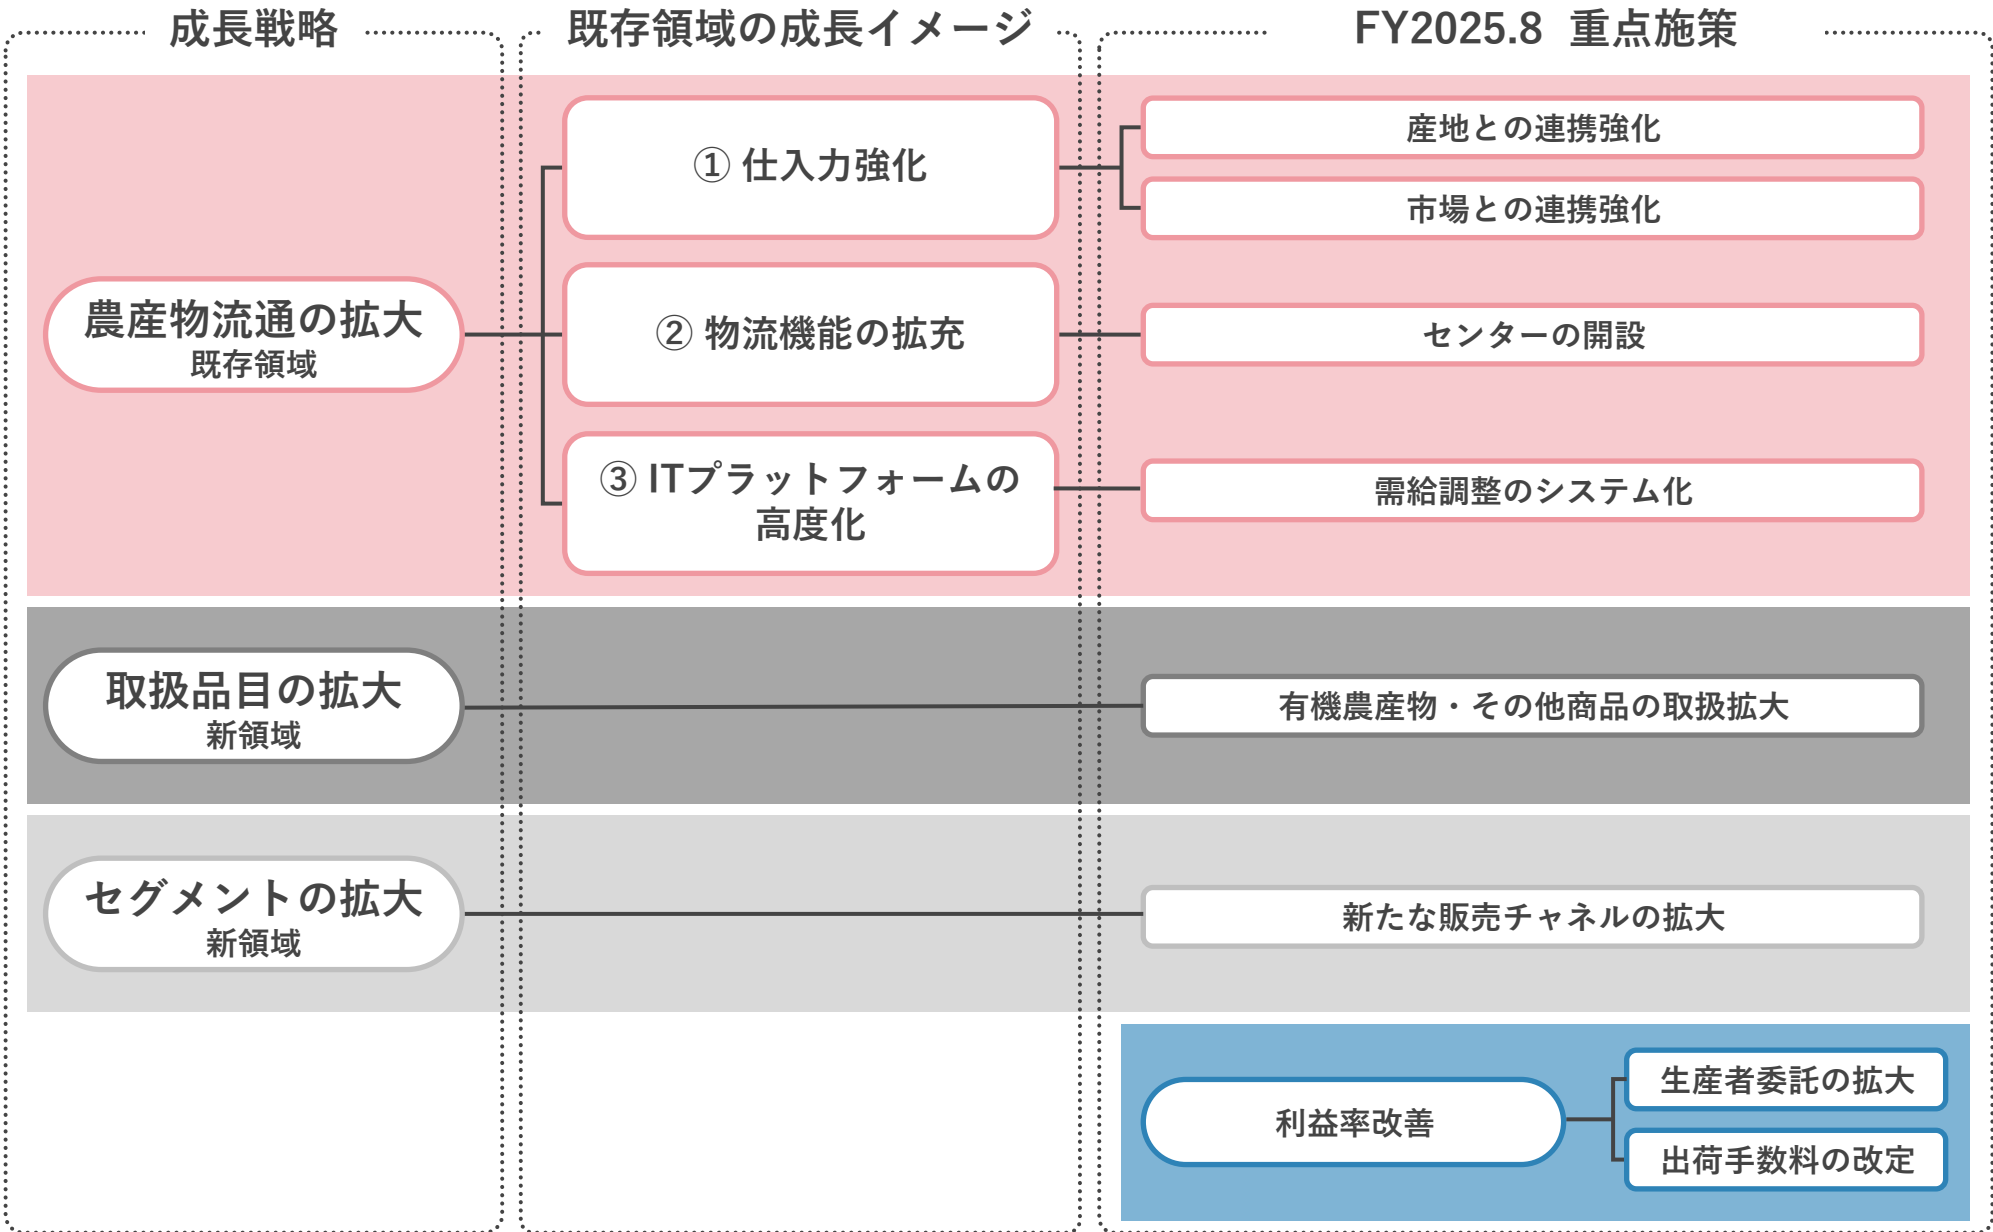 成長戦略
既存領域の成長イメージ
FY2025.8 重点施策
農産物流通の拡大
既存領域
① 仕入力強化
産地との連携強化
市場との連携強化
② 物流機能の拡充
センターの開設
③ ITプラットフォームの
高度化
需給調整のシステム化
取扱品目の拡大
新領域
有機農産物・その他商品の取扱拡大
セグメントの拡大
新領域
新たな販売チャネルの拡大
利益率改善
生産者委託の拡大
出荷手数料の改定